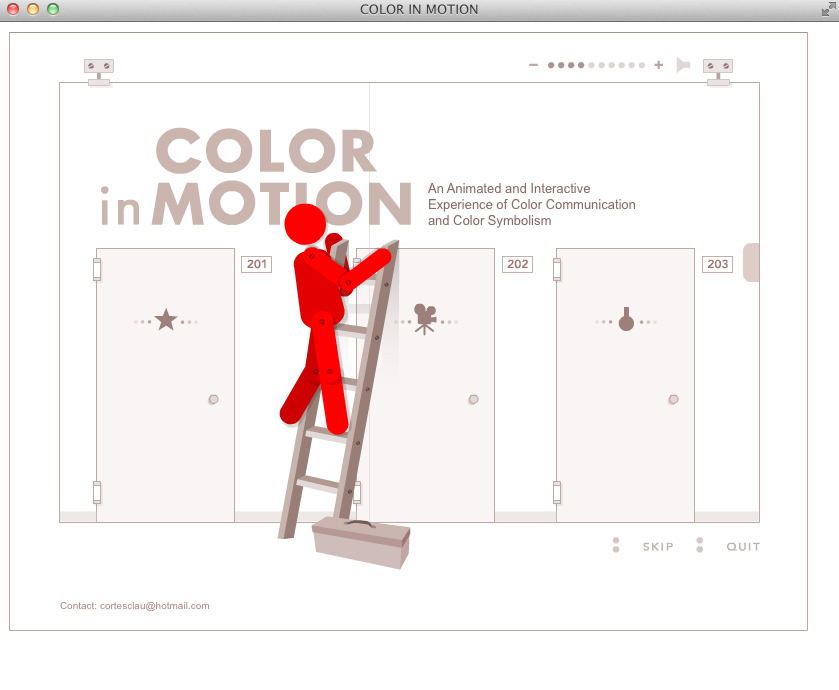 COLOR IN MOTION
COLOR
in MOTION
An Animated and Interactive
Experience of Color Communication
and Color Symbolism
201
202
203
SKIP
QUIT
Contact: cortesclau@hotmail.com